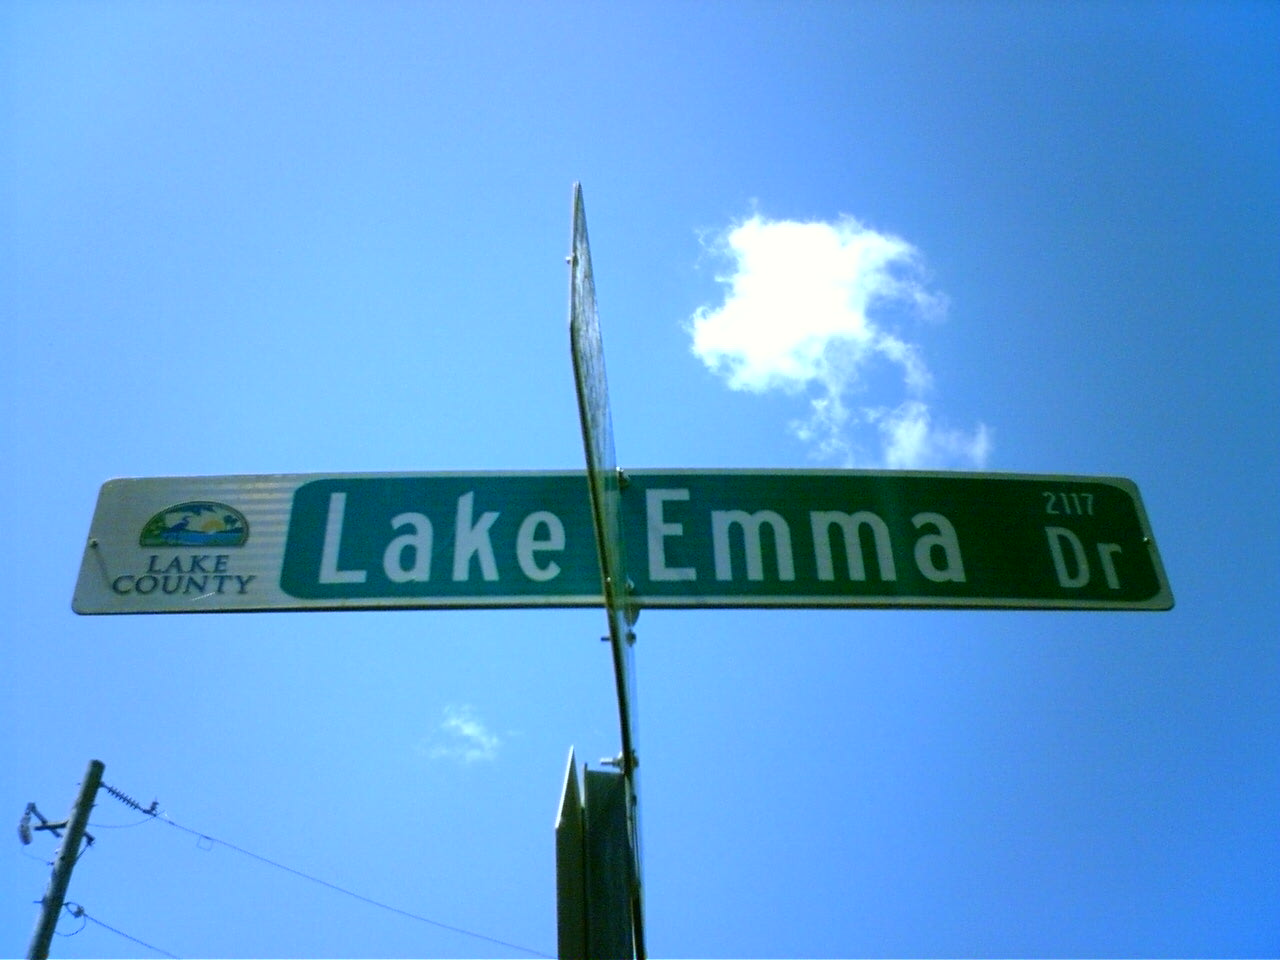 LAKE
COUNTY
Lake Emma Dr
2117